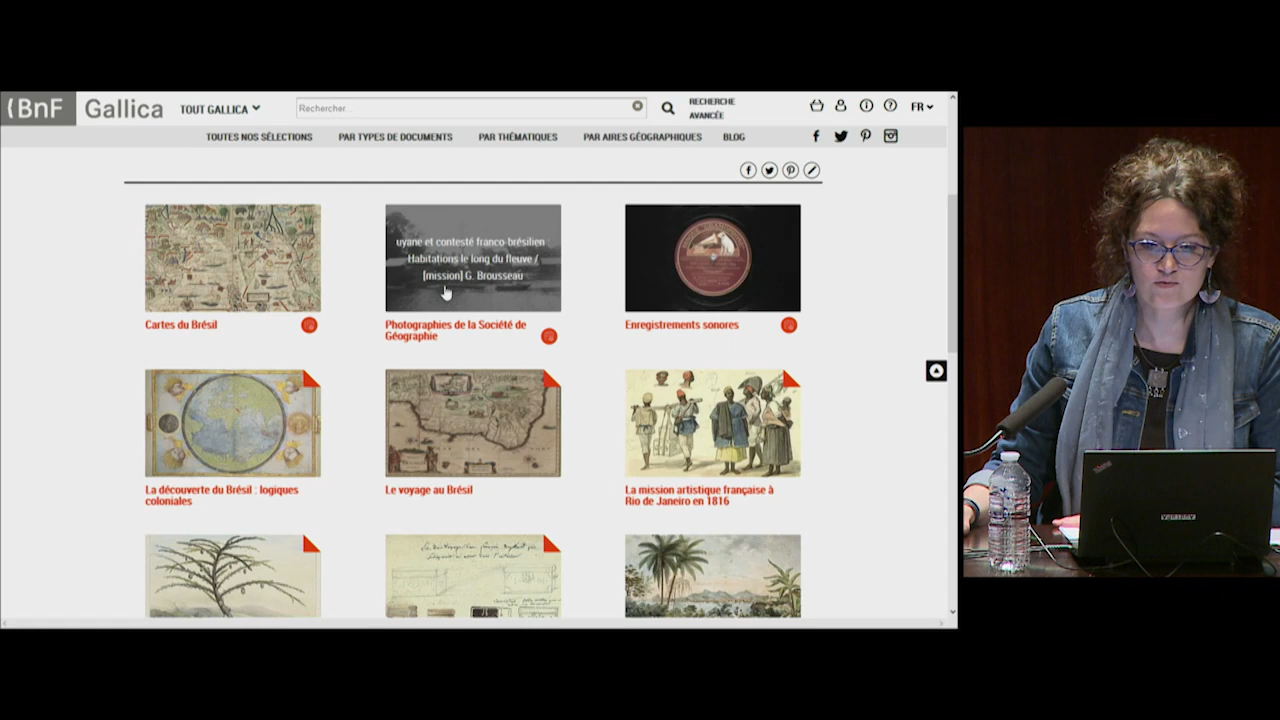 BnF
Gallica
TOUT GALLICA
Rechercher...
RECHERCHE
AVANCÉE
FR
TOUTES NOS SÉLECTIONS
PAR TYPES DE DOCUMENTS
PAR THÉMATIQUES
PAR AIRES GÉOGRAPHIQUES
BLOG
uyane et contesté franco-brésilien :
Habitations le long du fleuve /
[mission] G. Brousseau
Cartes du Brésil
Photographies de la Société de
Géographie
Enregistrements sonores
La découverte du Brésil : logiques
coloniales
Le voyage au Brésil
La mission artistique française à
Rio de Janeiro en 1816